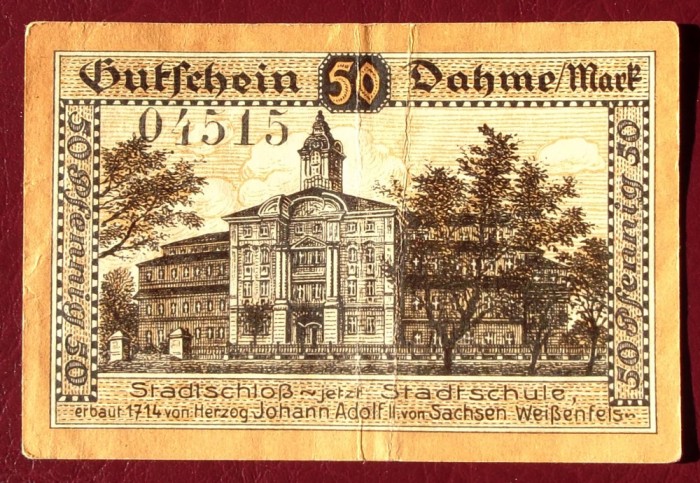 Gutschein 50 Dahme/Mark
04515
50 Pfennig 50
50 Pfennig 50
Stadtschloß ~ jetzt Stadtschule,
erbaut 1714 von Herzog Johann Adolf II. von Sachsen Weißenfels